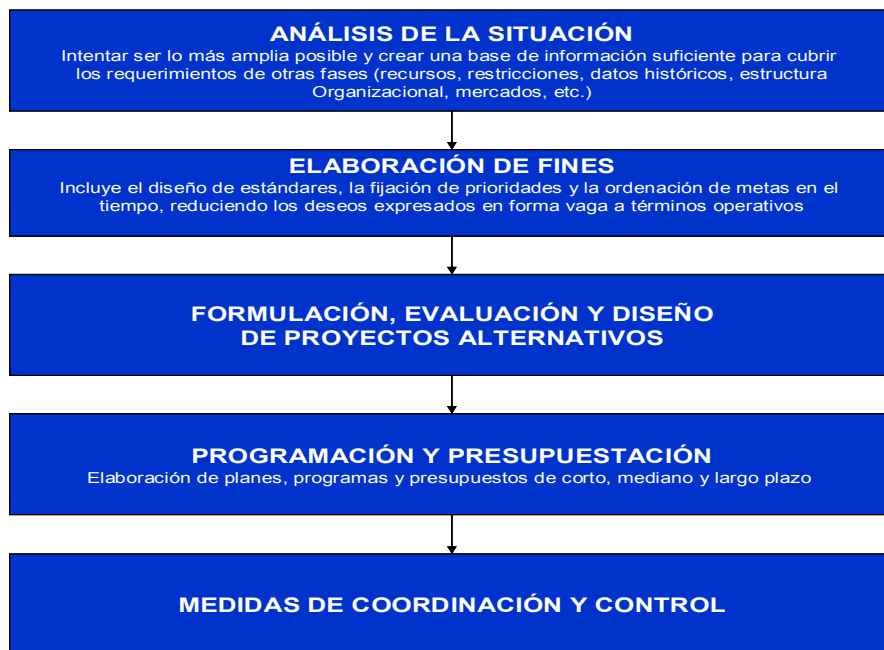 ANÁLISIS DE LA SITUACIÓN
Intentar ser lo más amplia posible y crear una base de información suficiente para cubrir
los requerimientos de otras fases (recursos, restricciones, datos históricos, estructura
Organizacional, mercados, etc.)
ELABORACIÓN DE FINES
Incluye el diseño de estándares, la fijación de prioridades y la ordenación de metas en el
tiempo, reduciendo los deseos expresados en forma vaga a términos operativos
FORMULACIÓN, EVALUACIÓN Y DISEÑO
DE PROYECTOS ALTERNATIVOS
PROGRAMACIÓN Y PRESUPUESTACIÓN
Elaboración de planes, programas y presupuestos de corto, mediano y largo plazo
MEDIDAS DE COORDINACIÓN Y CONTROL